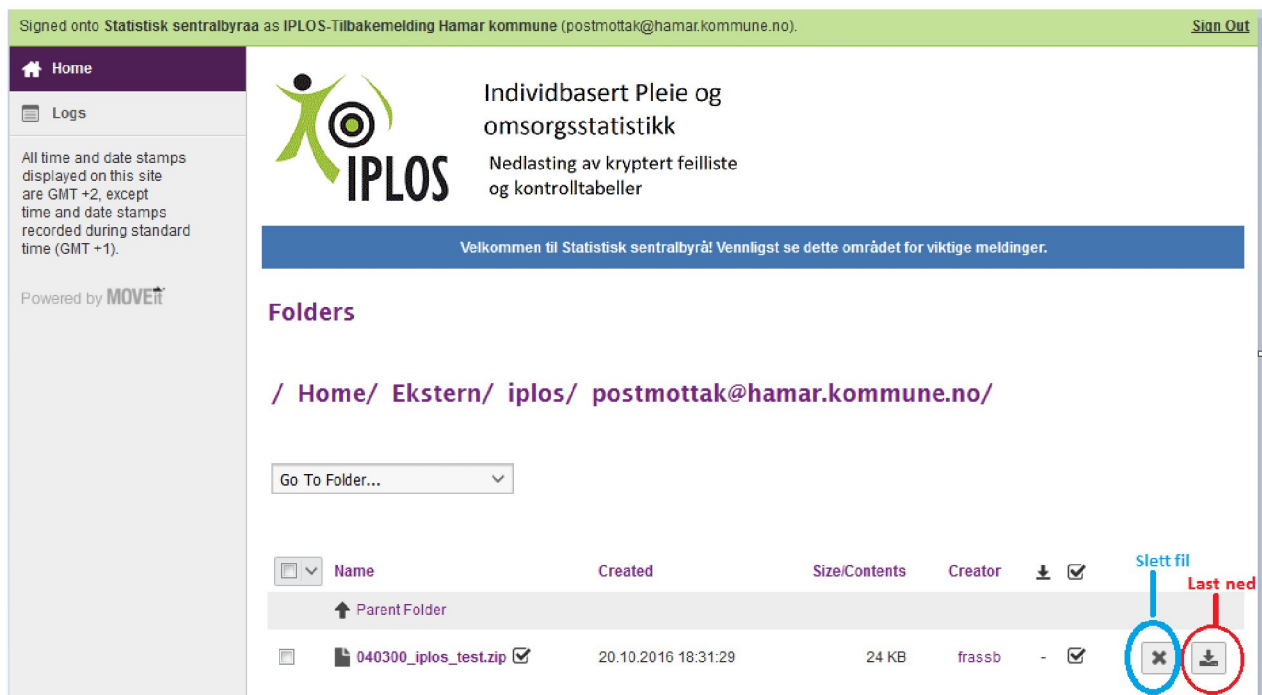 Signed onto Statistisk sentralbyraa as IPLOS-Tilbakemelding Hamar kommune (postmottak@hamar.kommune.no).
Sign Out
Home
Logs
All time and date stamps
displayed on this site
are GMT +2, except
time and date stamps
recorded during standard
time (GMT +1).
Powered by MOVEit
IPLOS
Individbasert Pleie og
omsorgsstatistikk
Nedlasting av kryptert feilliste
og kontrolltabeller
Velkommen til Statistisk sentralbyrå! Vennligst se dette området for viktige meldinger.
Folders
/ Home/ Ekstern/ iplos/ postmottak@hamar.kommune.no/
Go To Folder...
Name Created Size/Contents Creator
Slett fil
Last ned
Parent Folder
040300_iplos_test.zip 20.10.2016 18:31:29 24 KB frassb -